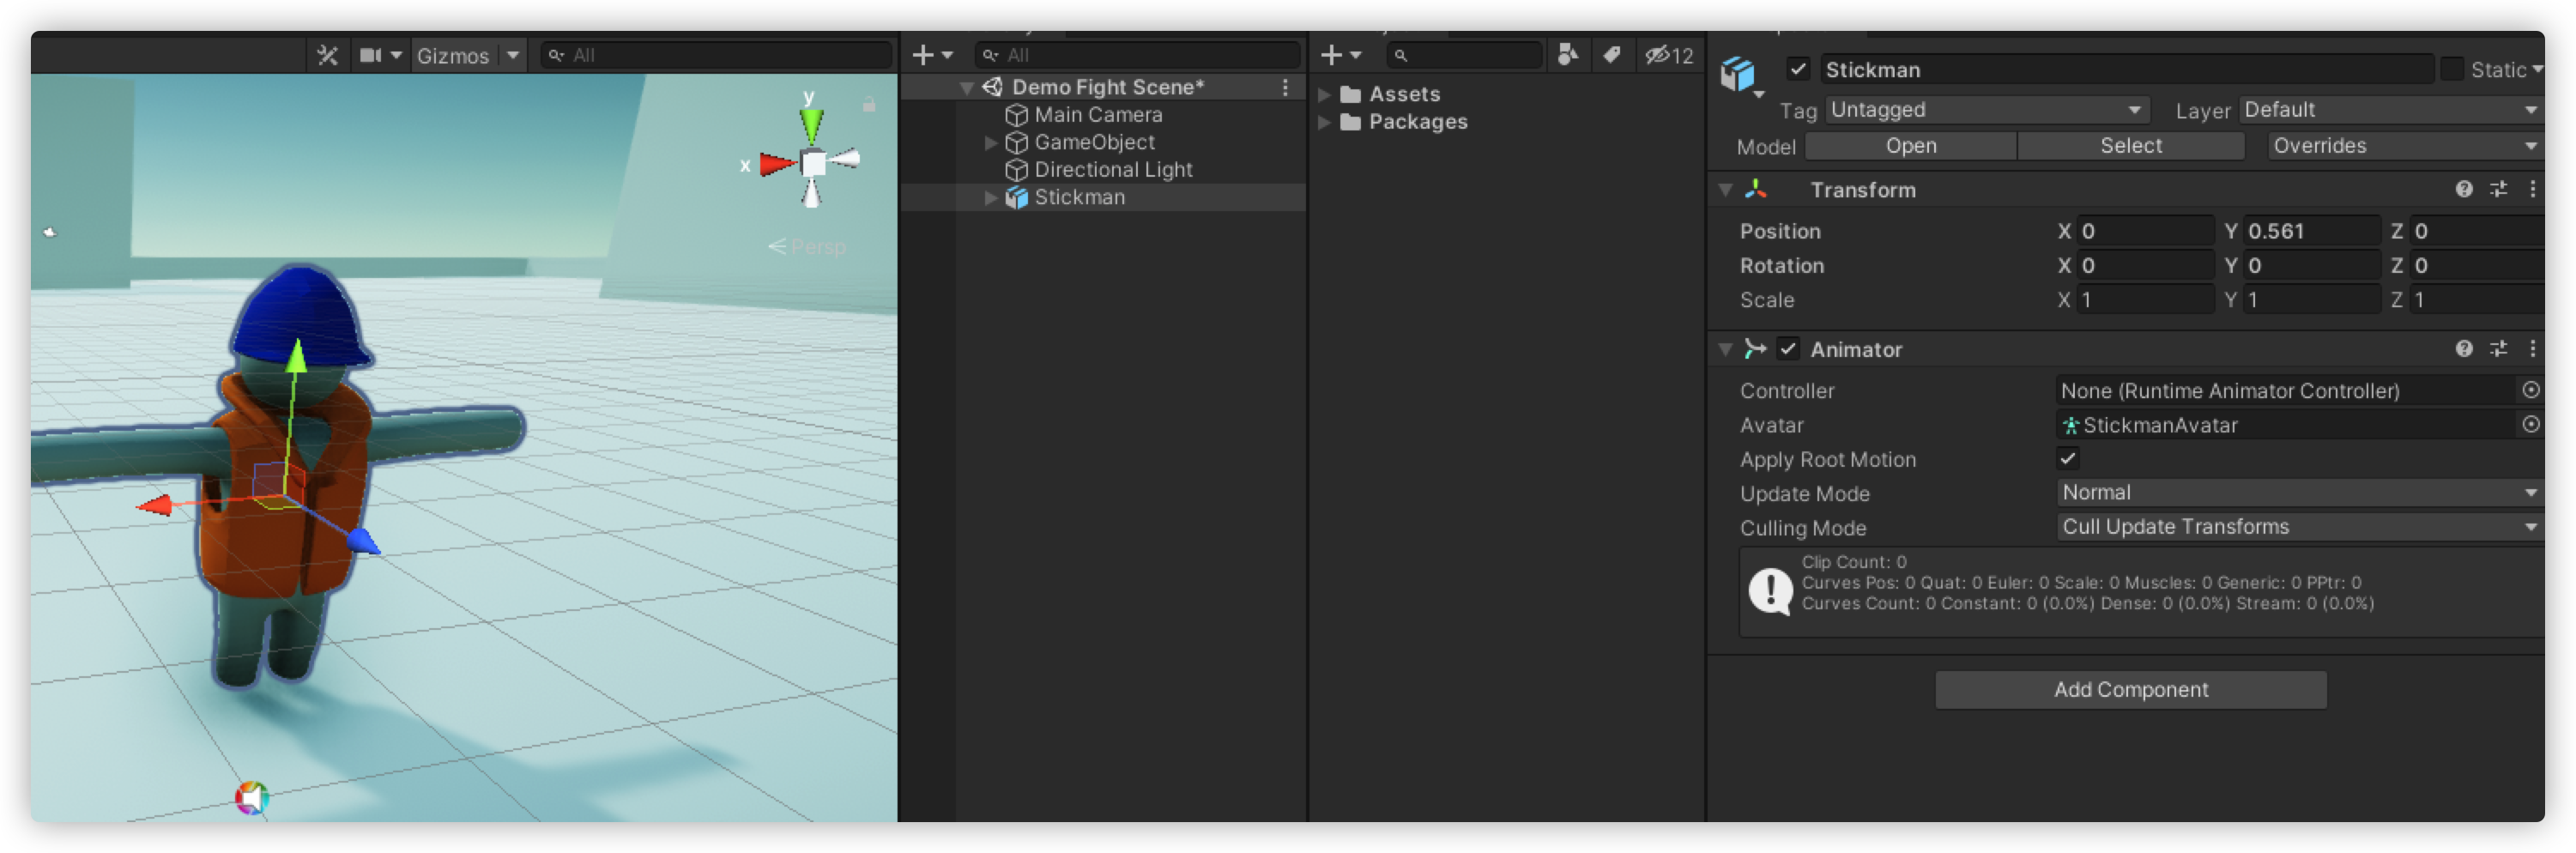 Gizmos
All
y
x
Persp
All
Demo Fight Scene*
Main Camera
GameObject
Directional Light
Stickman
12
Assets
Packages
Stickman
Static
Tag Untagged Layer Default
Model Open Select Overrides
Transform
Position X 0 Y 0.561 Z 0
Rotation X 0 Y 0 Z 0
Scale X 1 Y 1 Z 1
Animator
Controller None (Runtime Animator Controller)
Avatar StickmanAvatar
Apply Root Motion
Update Mode Normal
Culling Mode Cull Update Transforms
Clip Count: 0
Curves Pos: 0 Quat: 0 Euler: 0 Scale: 0 Muscles: 0 Generic: 0 PPtr: 0
Curves Count: 0 Constant: 0 (0.0%) Dense: 0 (0.0%) Stream: 0 (0.0%)
Add Component